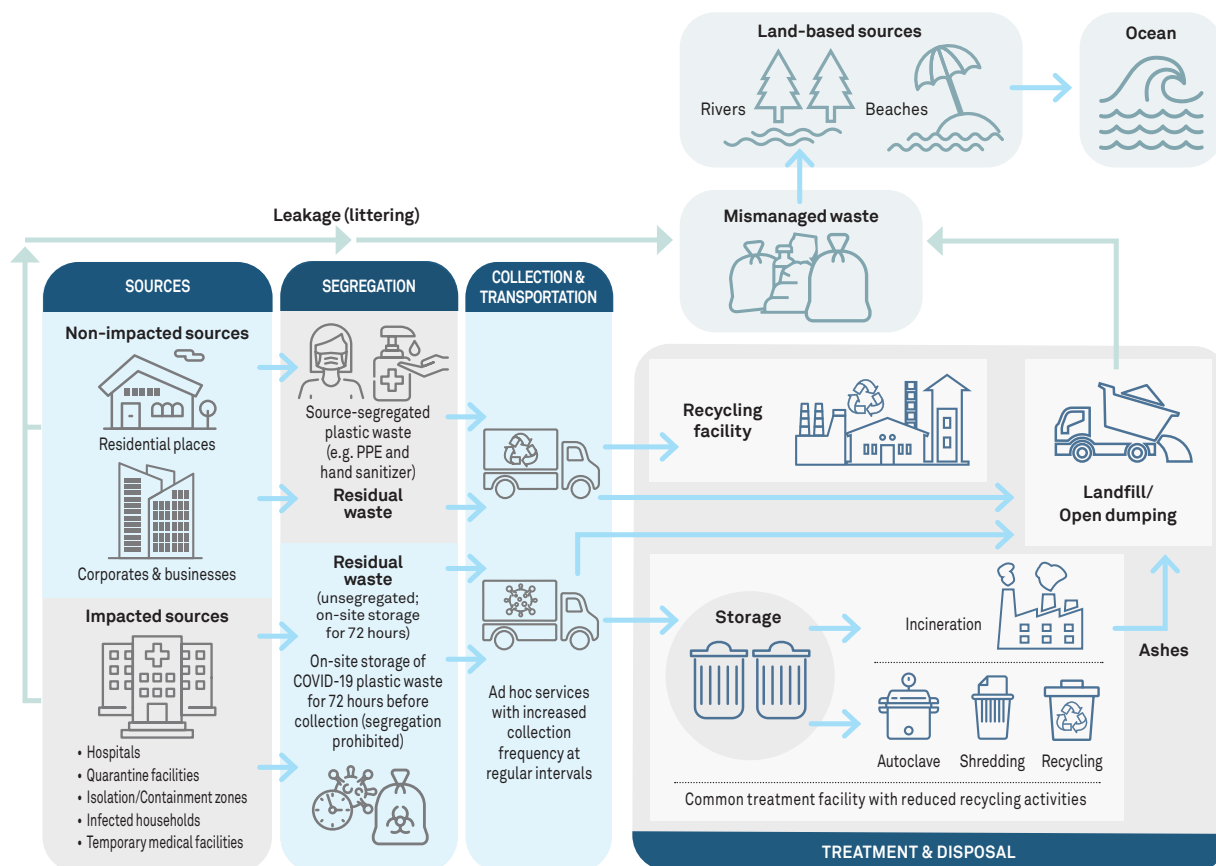 Land-based sources
Rivers
Beaches
Ocean
Leakage (littering)
Mismanaged waste
SOURCES
Non-impacted sources
Residential places
Corporates & businesses
Impacted sources
• Hospitals
• Quarantine facilities
• Isolation/Containment zones
• Infected households
• Temporary medical facilities
SEGREGATION
Source-segregated
plastic waste
(e.g. PPE and
hand sanitizer)
Residual
waste
Residual
waste
(unsegregated;
on-site storage
for 72 hours)
On-site storage of
COVID-19 plastic waste
for 72 hours before
collection (segregation
prohibited)
COLLECTION &
TRANSPORTATION
Ad hoc services
with increased
collection
frequency at
regular intervals
Recycling
facility
Landfill/
Open dumping
Storage
Incineration
Ashes
Autoclave
Shredding
Recycling
Common treatment facility with reduced recycling activities
TREATMENT & DISPOSAL